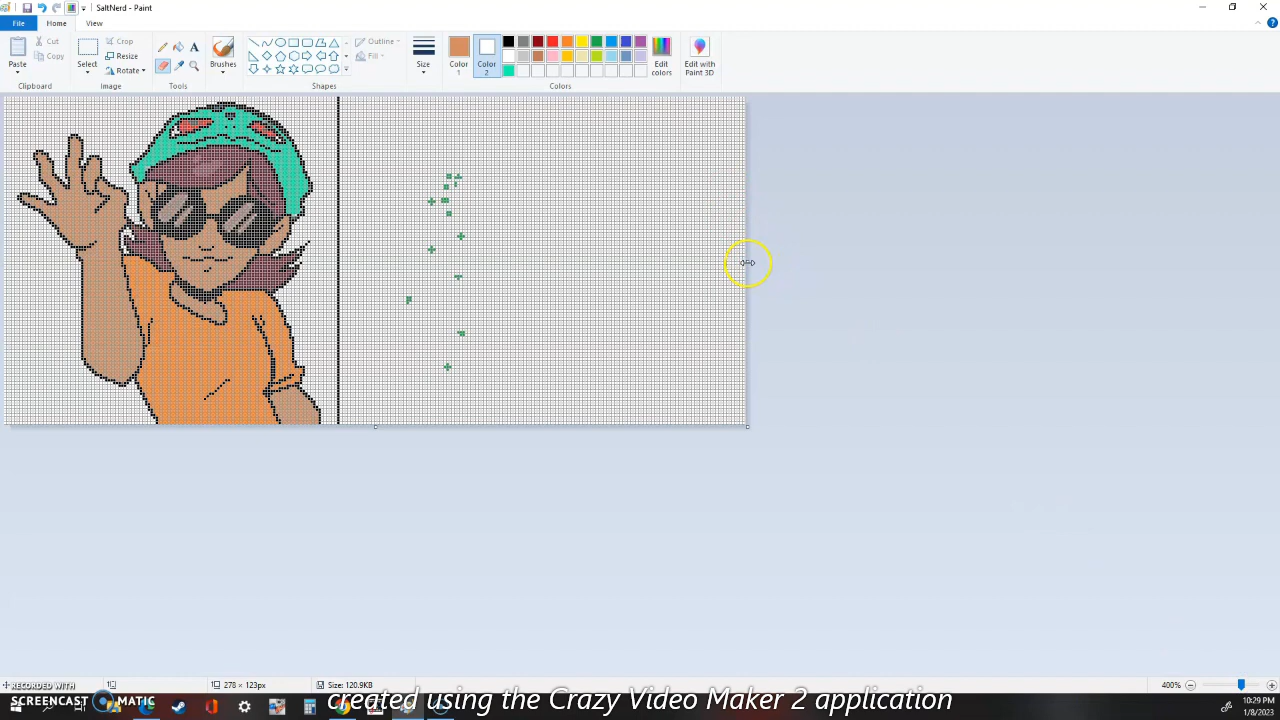 SaltNerd - Paint
File Home View
Paste
Cut
Copy
Clipboard
Select
Crop
Resize
Rotate
Image
A
Tools
Brushes
Outline
Fill
Shapes
Size
Color
1
Color
2
Colors
Edit
colors
Edit with
Paint 3D
278 × 123px
Size: 120.9KB
400%
RECORDED WITH
SCREENCAST MATIC
created using the Crazy Video Maker 2 application
10:29 PM
1/8/2023